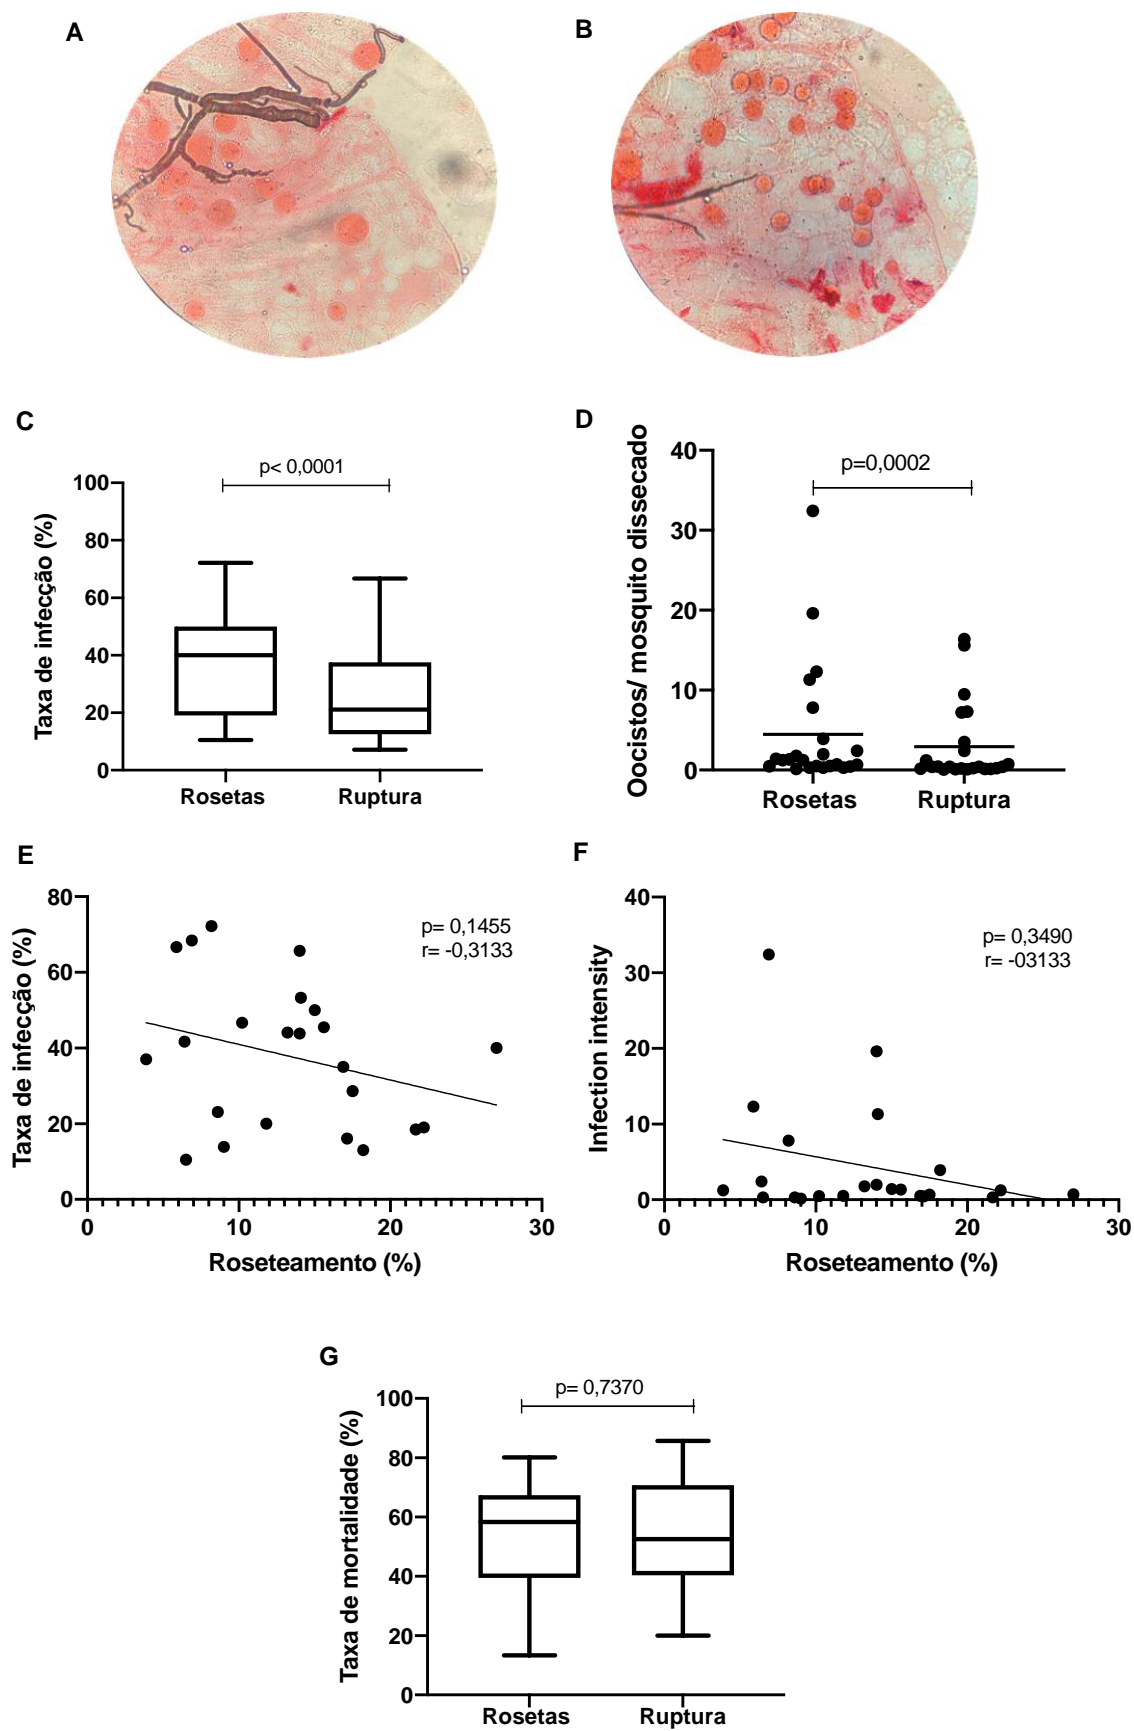 A
B
C
p< 0,0001
Taxa de infecção (%)
100
80
60
40
20
0
Rosetas
Ruptura
D
p=0,0002
Oocistos/ mosquito dissecado
40
30
20
10
0
Rosetas
Ruptura
E
p= 0,1455
r= -0,3133
Taxa de infecção (%)
80
60
40
20
0
0
10
20
30
Roseteamento (%)
F
p= 0,3490
r= -03133
Infection intensity
40
30
20
10
0
0
10
20
30
Roseteamento (%)
G
p= 0,7370
Taxa de mortalidade (%)
100
80
60
40
20
0
Rosetas
Ruptura